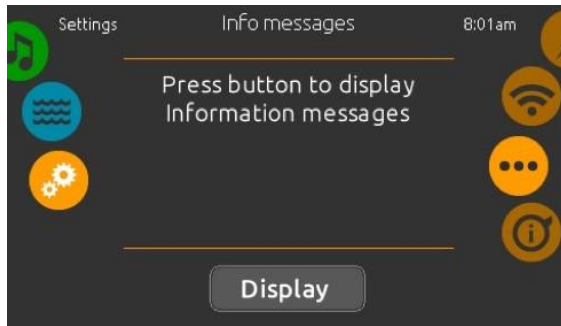 Settings
Info messages
8:01am
Press button to display
Information messages
Display